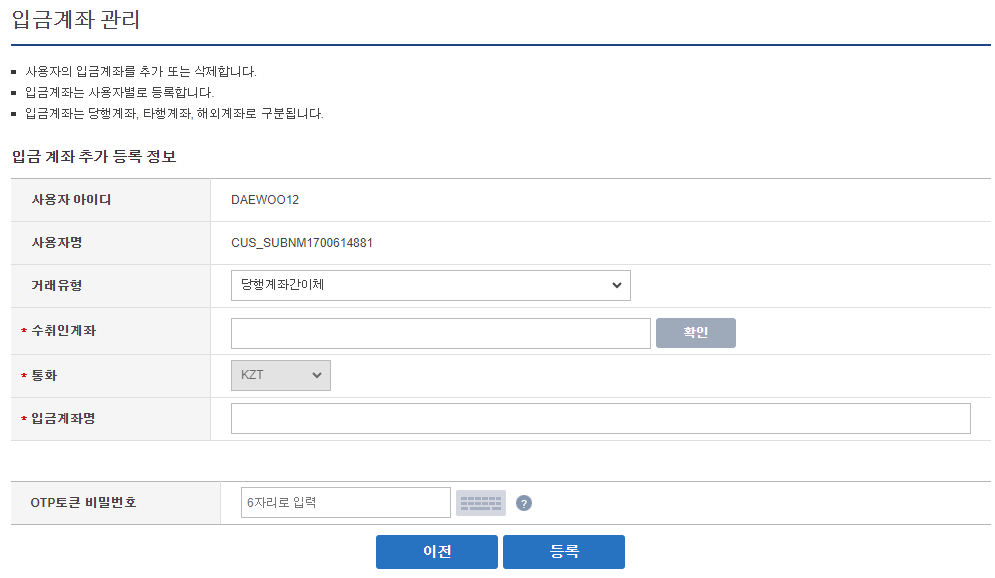 입금계좌 관리
사용자의 입금계좌를 추가 또는 삭제합니다.
입금계좌는 사용자별로 등록합니다.
입금계좌는 당행계좌, 타행계좌, 해외계좌로 구분됩니다.
입금 계좌 추가 등록 정보
사용자 아이디 DAEWOO12
사용자명 CUS_SUBNM1700614881
거래유형 당행계좌간이체
* 수취인계좌 확인
* 통화 KZT
* 입금계좌명
OTP토큰 비밀번호 6자리로 입력 ?
이전 등록